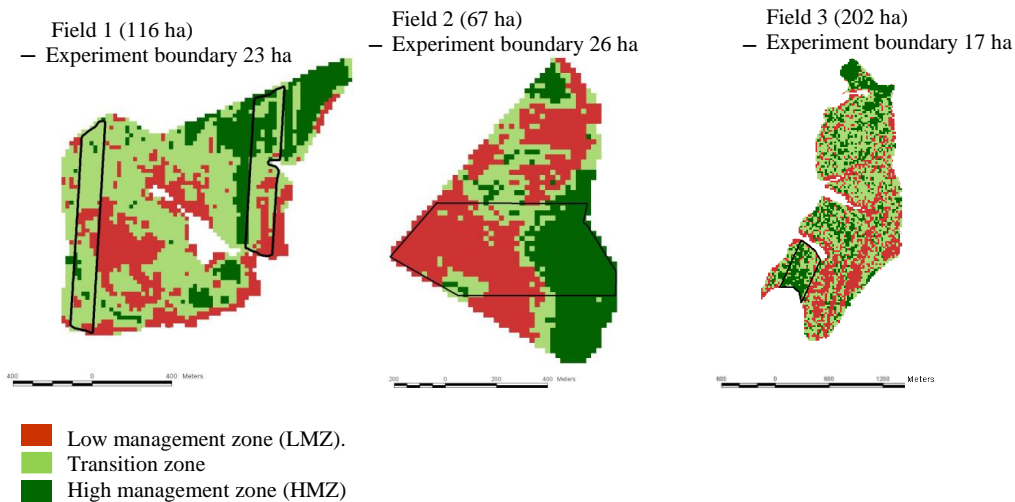 Field 1 (116 ha)
— Experiment boundary 23 ha
Field 2 (67 ha)
— Experiment boundary 26 ha
Field 3 (202 ha)
— Experiment boundary 17 ha
400 0 400 Meters
200 0 200 400 Meters
600 0 600 1200 Meters
Low management zone (LMZ).
Transition zone
High management zone (HMZ)